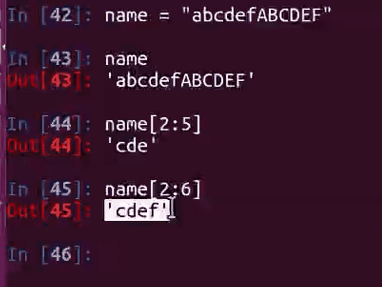 In [42]: name = "abcdefABCDEF"
In [43]: name
Out[43]: 'abcdefABCDEF'
In [44]: name[2:5]
Out[44]: 'cde'
In [45]: name[2:6]
Out[45]: 'cdef'
In [46]: